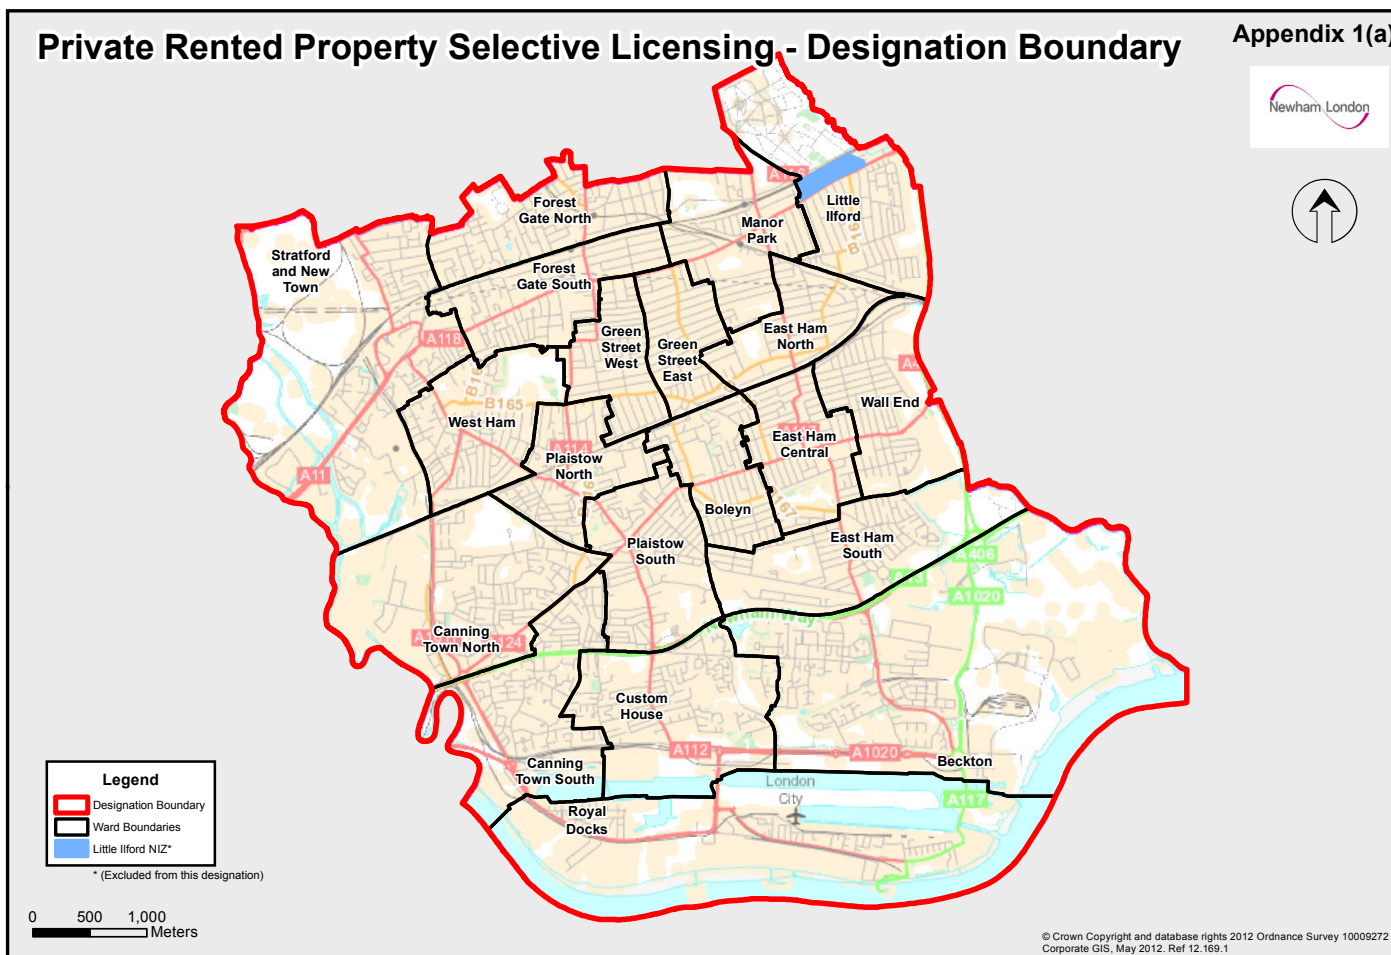 Private Rented Property Selective Licensing - Designation Boundary
Appendix 1(a)
Newham London
Forest
Gate North
Stratford
and New
Town
Forest
Gate South
Manor
Park
Little
Ilford
A118
Green
Street
West
Green
Street
East
East Ham
North
B165
West Ham
Wall End
A11
Plaistow
North
East Ham
Central
Boleyn
Plaistow
South
East Ham
South
A406
A1020
Canning
Town North
Custom
House
A112
A1020
Beckton
Canning
Town South
London
City
A117
Royal
Docks
Legend
Designation Boundary
Ward Boundaries
Little Ilford NIZ*
* (Excluded from this designation)
0 500 1,000
Meters
© Crown Copyright and database rights 2012 Ordnance Survey 10009272
Corporate GIS, May 2012. Ref 12.169.1